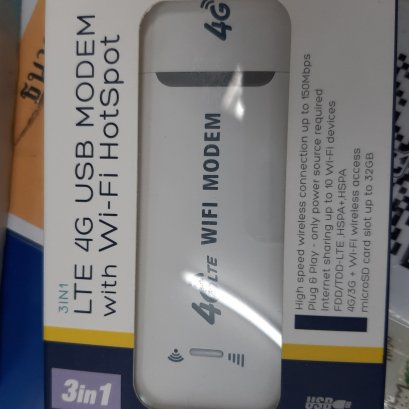 3IN1
LTE 4G USB MODEM
with Wi-Fi HotSpot
4G
4G LTE WIFI MODEM
High speed wireless connection up to 150Mbps
Plug & Play - only power source required
Internet sharing up to 10 Wi-Fi devices
FDD/TDD-LTE ,HSPA+,HSPA
4G/3G + Wi-Fi wireless access
microSD card slot up to 32GB
3in1
USB